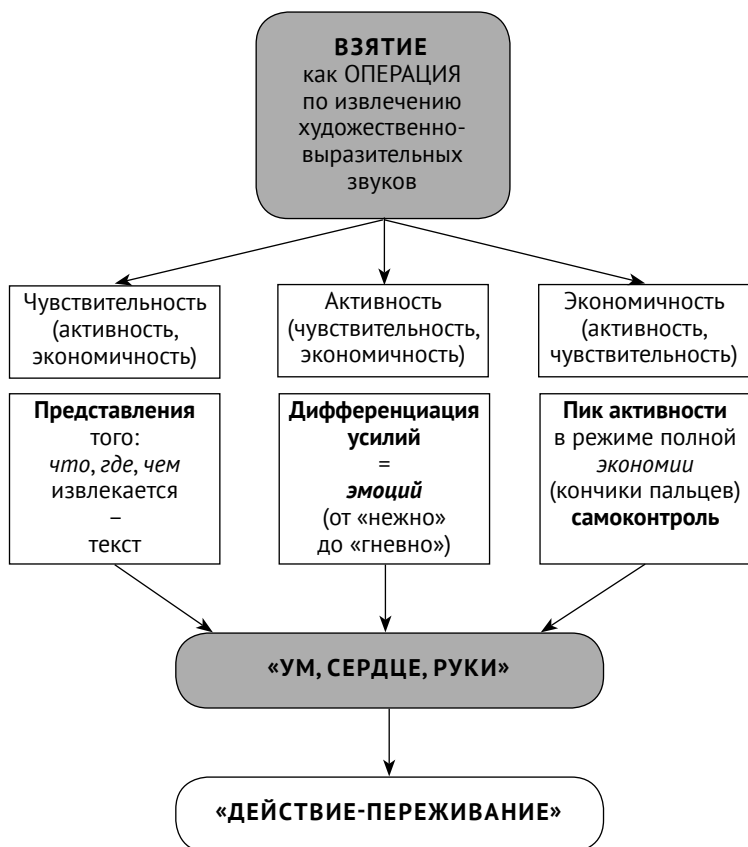 ВЗЯТИЕ
как ОПЕРАЦИЯ
по извлечению
художественно-
выразительных
звуков
Чувствительность
(активность,
экономичность)
Активность
(чувствительность,
экономичность)
Экономичность
(активность,
чувствительность)
Представления
того:
что, где, чем
извлекается
–
текст
Дифференциация
усилий
=
эмоций
(от «нежно»
до «гневно»)
Пик активности
в режиме полной
экономии
(кончики пальцев)
самоконтроль
«УМ, СЕРДЦЕ, РУКИ»
«ДЕЙСТВИЕ-ПЕРЕЖИВАНИЕ»